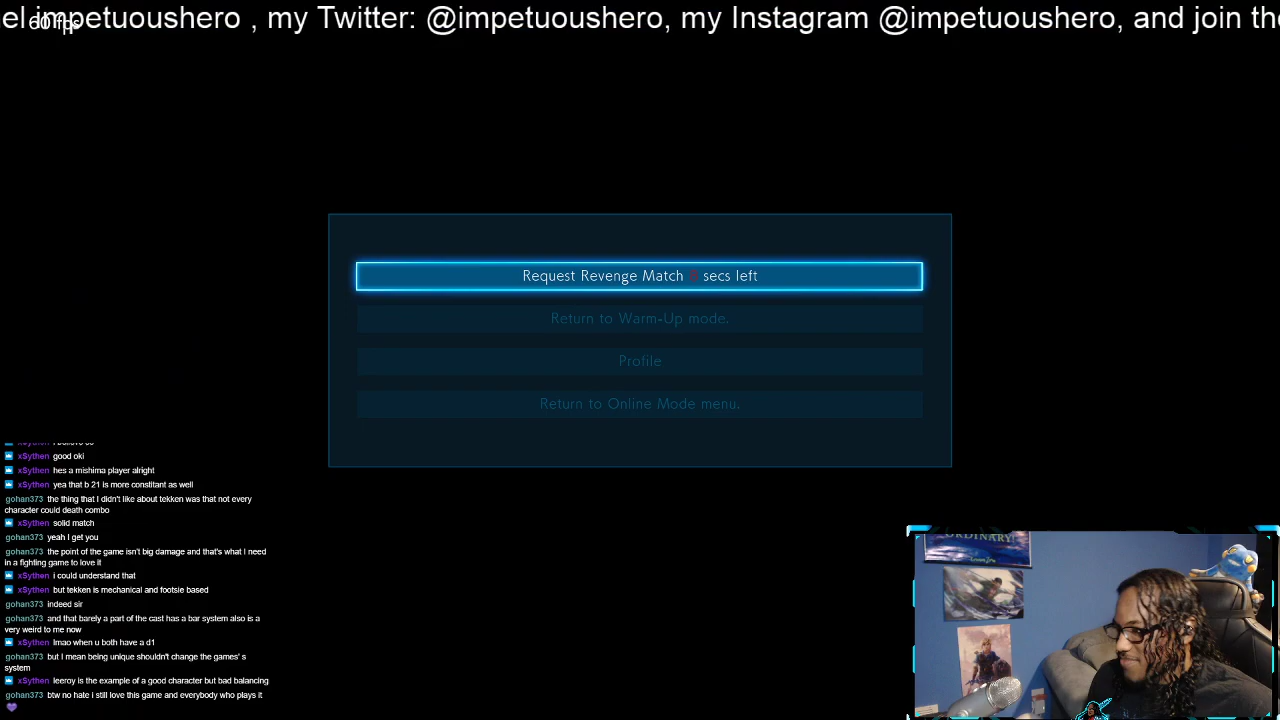 el impetuoushero , my Twitter: @impetuoushero, my Instagram @impetuoushero, and join the
60 fps
Request Revenge Match 0 secs left
Return to Warm-Up mode.
Profile
Return to Online Mode menu.
xSythen i believe so
xSythen good oki
xSythen hes a mishima player alright
xSythen yea that b 21 is more constitant as well
gohan373 the thing that I didn't like about tekken was that not every
character could death combo
xSythen solid match
gohan373 yeah I get you
gohan373 the point of the game isn't big damage and that's what I need
in a fighting game to love it
xSythen i could understand that
xSythen but tekken is mechanical and footsie based
gohan373 indeed sir
gohan373 and that barely a part of the cast has a bar system also is a
very weird to me now
xSythen lmao when u both have a d1
gohan373 but I mean being unique shouldn't change the games' s
system
xSythen leeroy is the example of a good character but bad balancing
gohan373 btw no hate i still love this game and everybody who plays it
ORDINARY